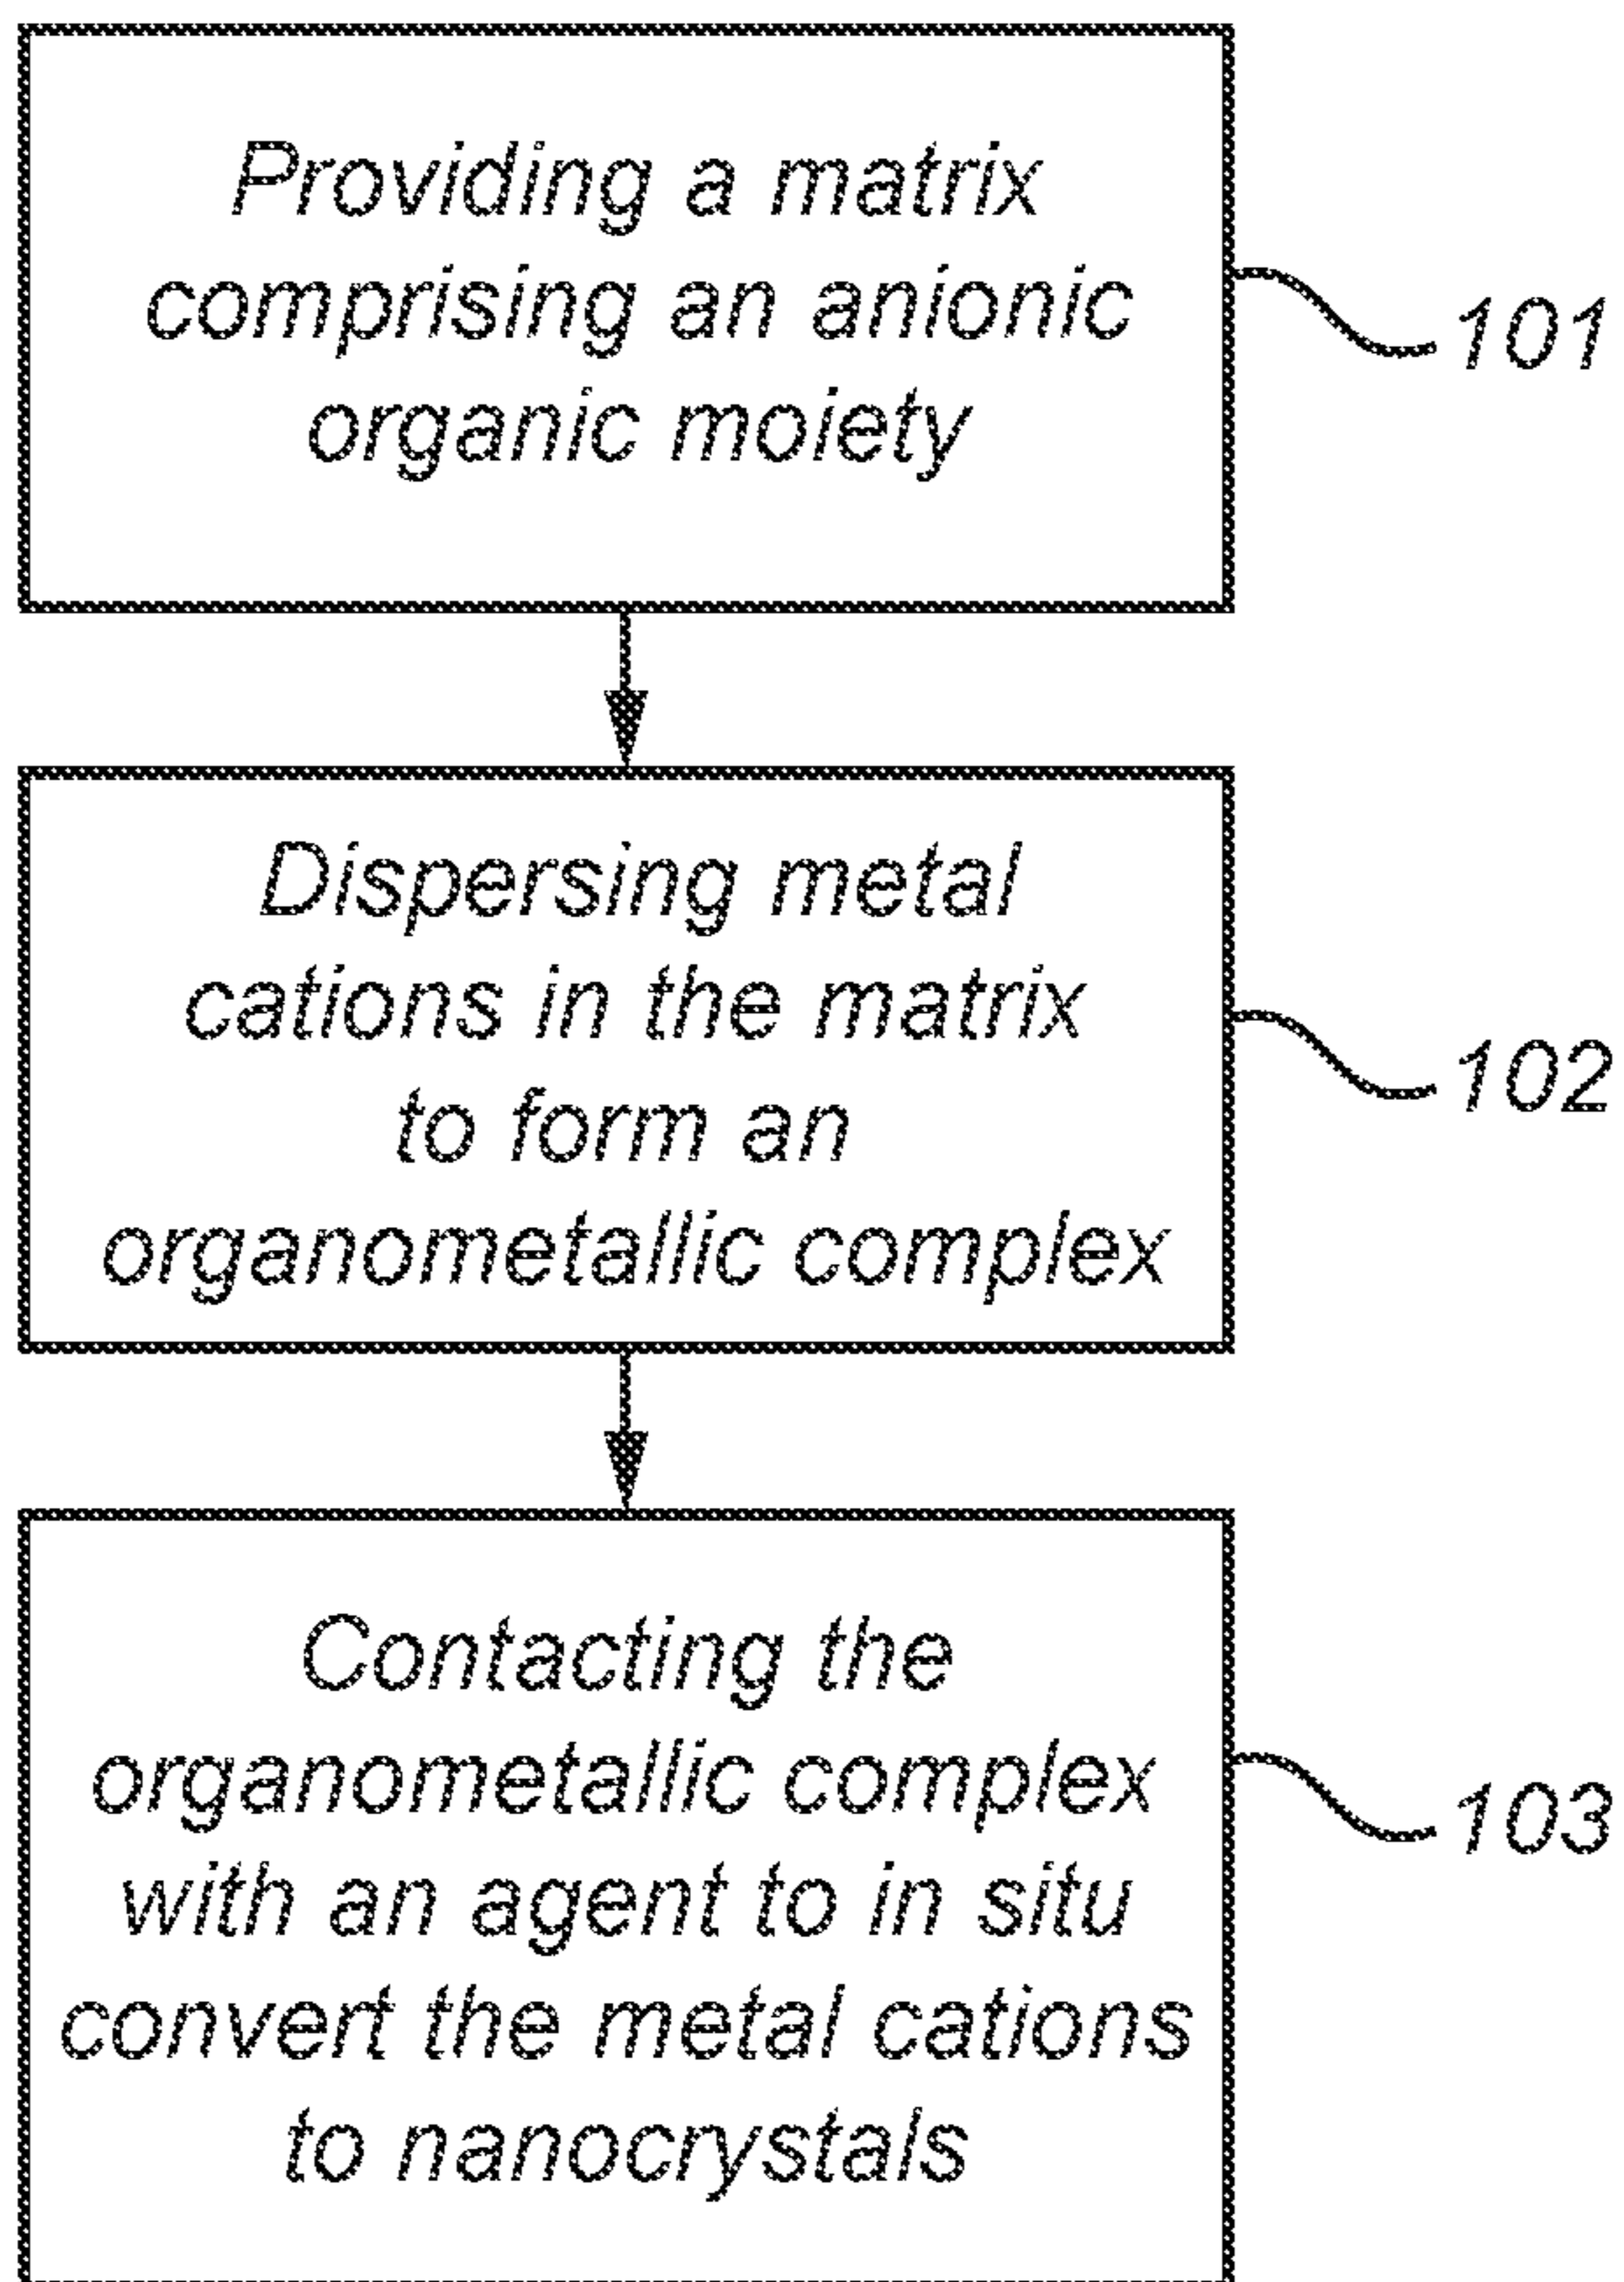 Providing a matrix
comprising an anionic
organic moiety
101
Dispersing metal
cations in the matrix
to form an
organometallic complex
102
Contacting the
organometallic complex
with an agent to in situ
convert the metal cations
to nanocrystals
103